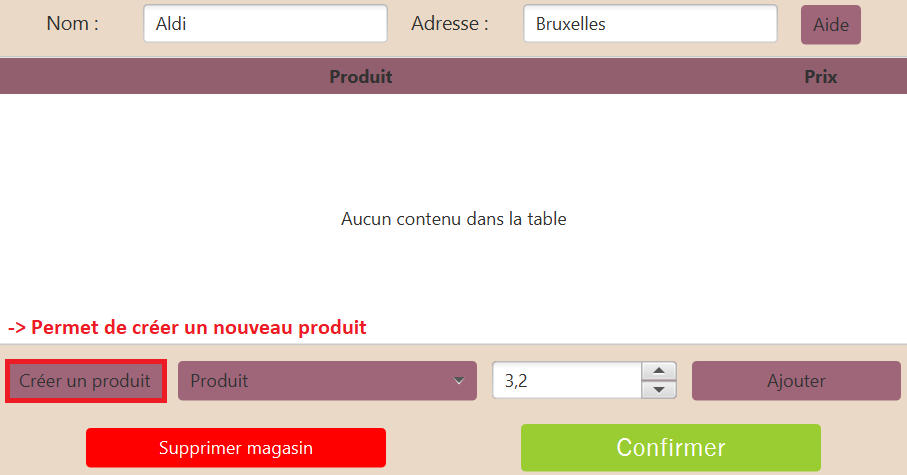 Nom : Aldi Adresse : Bruxelles Aide
Produit Prix
Aucun contenu dans la table
-> Permet de créer un nouveau produit
Créer un produit Produit 3,2 Ajouter
Supprimer magasin Confirmer